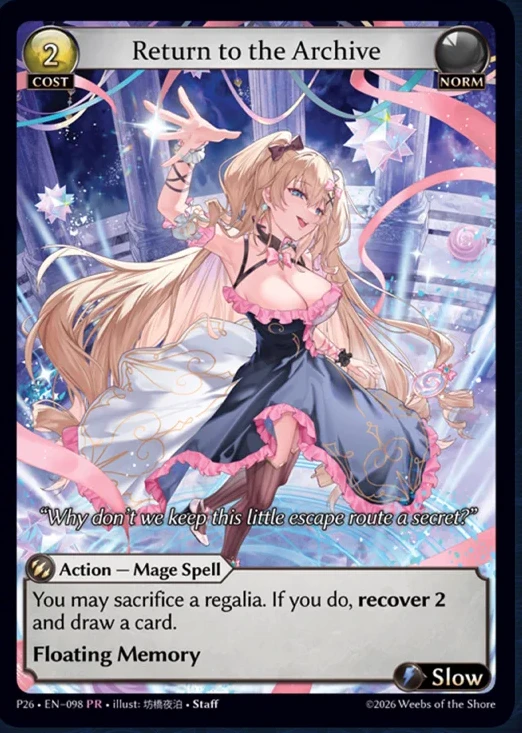 2
COST
Return to the Archive
NORM
“Why don't we keep this little escape route a secret?”
Action — Mage Spell
You may sacrifice a regalia. If you do, recover 2
and draw a card.
Floating Memory
Slow
P26 • EN–098 PR • illust: 坊橋夜泊 • Staff
©2026 Weebs of the Shore